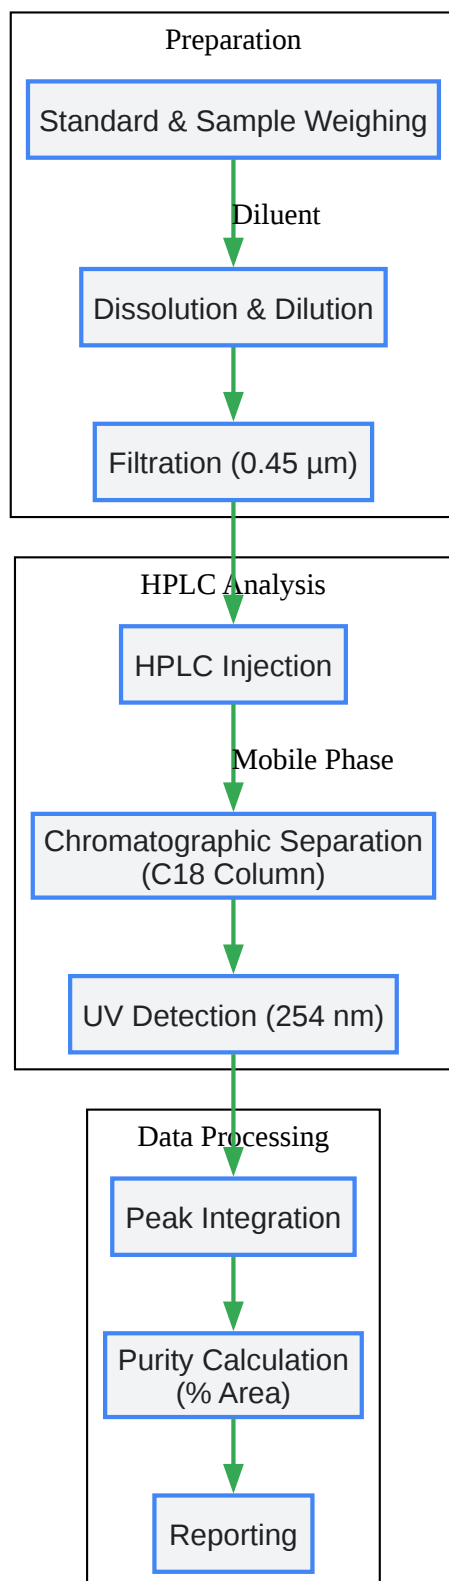 Preparation
Standard & Sample Weighing
Diluent
Dissolution & Dilution
Filtration (0.45 µm)
HPLC Analysis
HPLC Injection
Mobile Phase
Chromatographic Separation
(C18 Column)
UV Detection (254 nm)
Data Processing
Peak Integration
Purity Calculation
(% Area)
Reporting